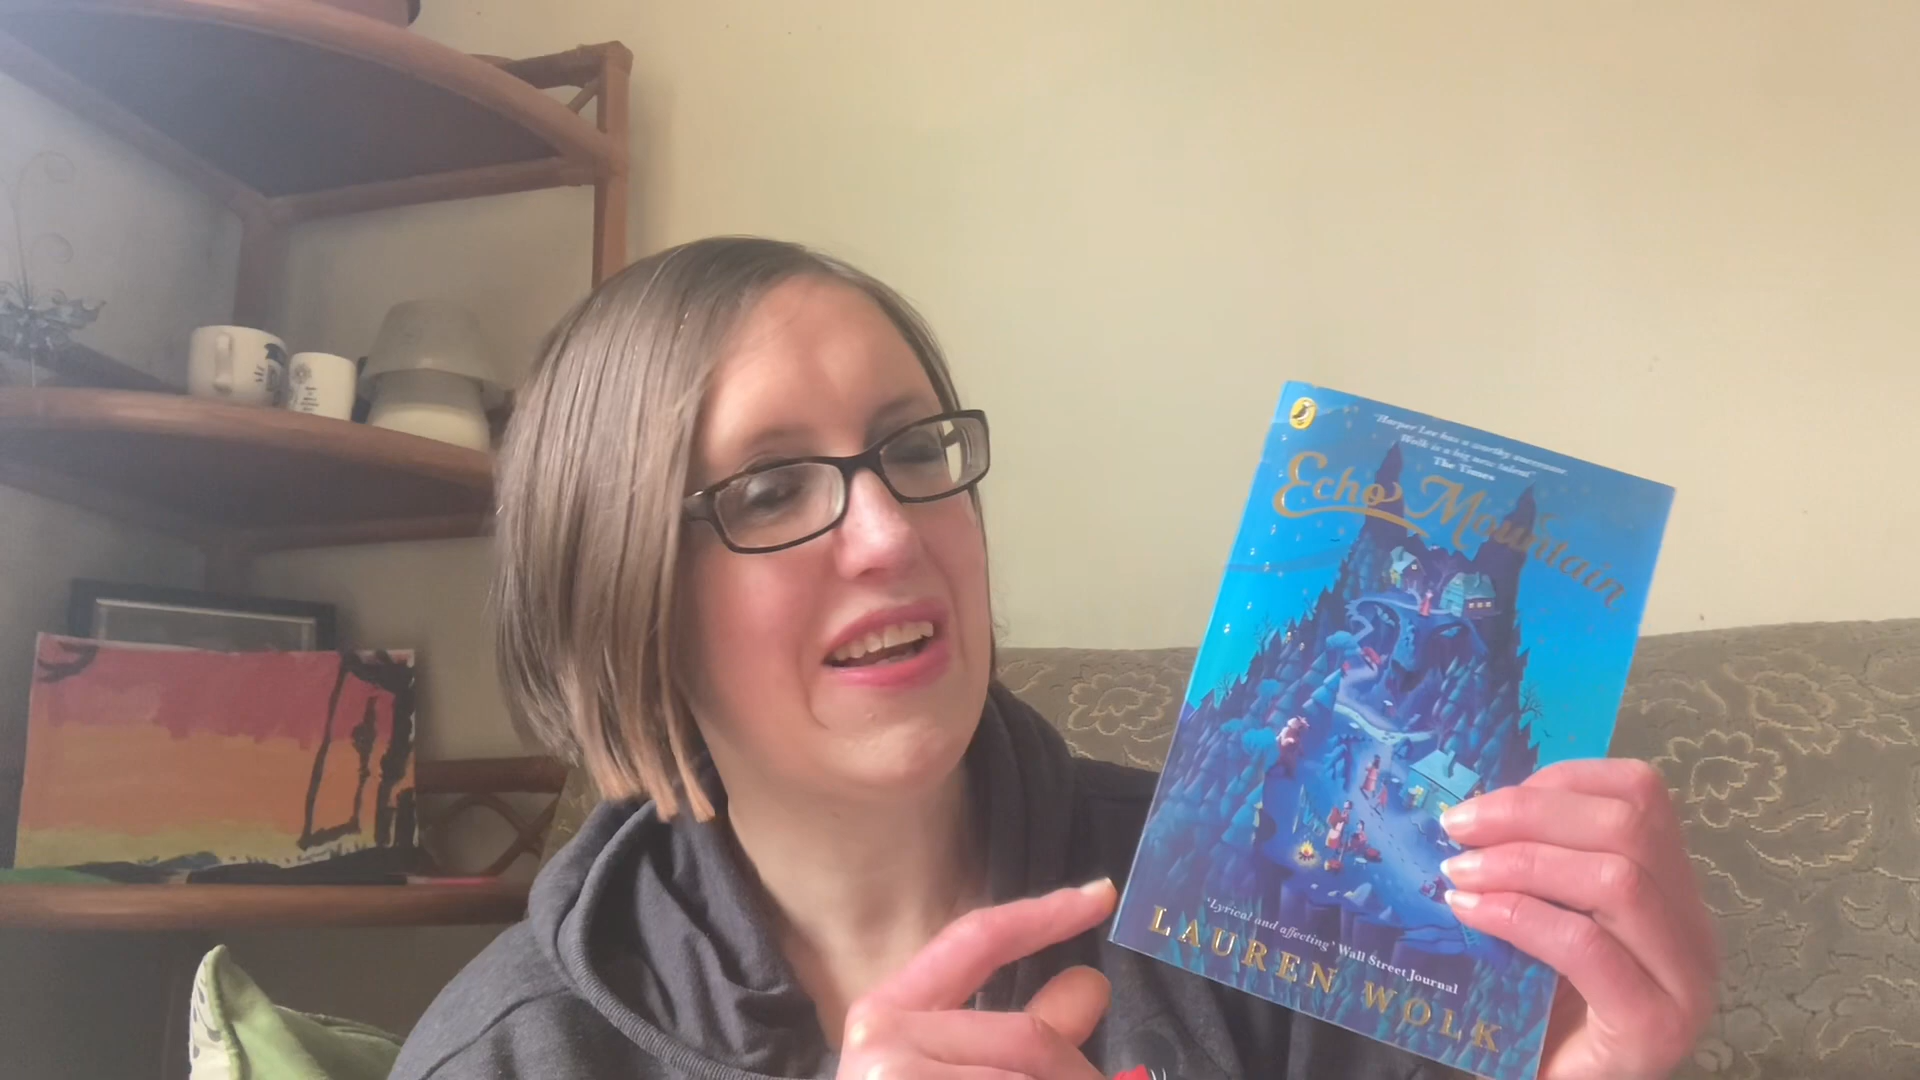 "Harper Lee has a worthy successor
Wolk is a big new talent"
The Times
Echo Mountain
'Lyrical and affecting' Wall Street Journal
LAUREN WOLK